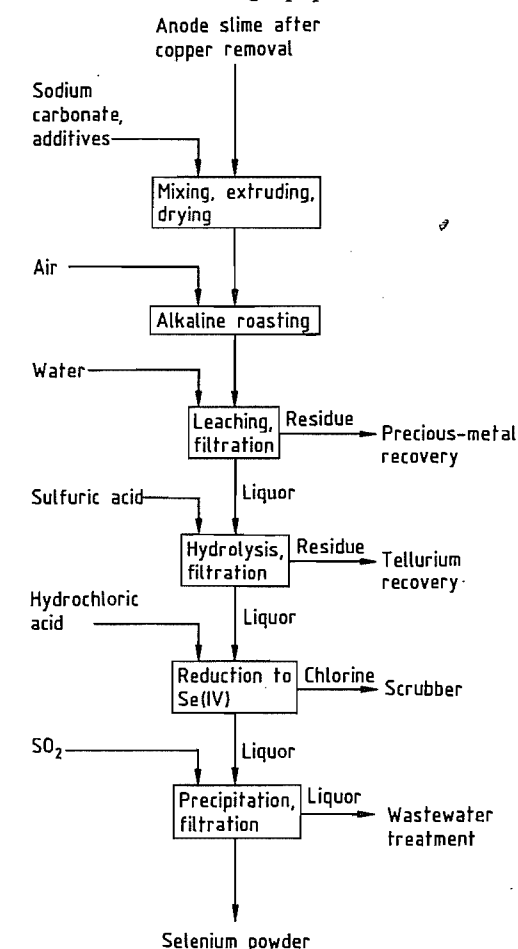 Anode slime after
copper removal
Sodium
carbonate,
additives
Mixing, extruding,
drying
Air
Alkaline roasting
Water
Leaching,
filtration
Residue
Precious-metal
recovery
Sulfuric acid
Liquor
Hydrolysis,
filtration
Residue
Tellurium
recovery
Hydrochloric
acid
Liquor
Reduction to
Se(IV)
Chlorine
Scrubber
SO2
Liquor
Precipitation,
filtration
Liquor
Wastewater
treatment
Selenium powder